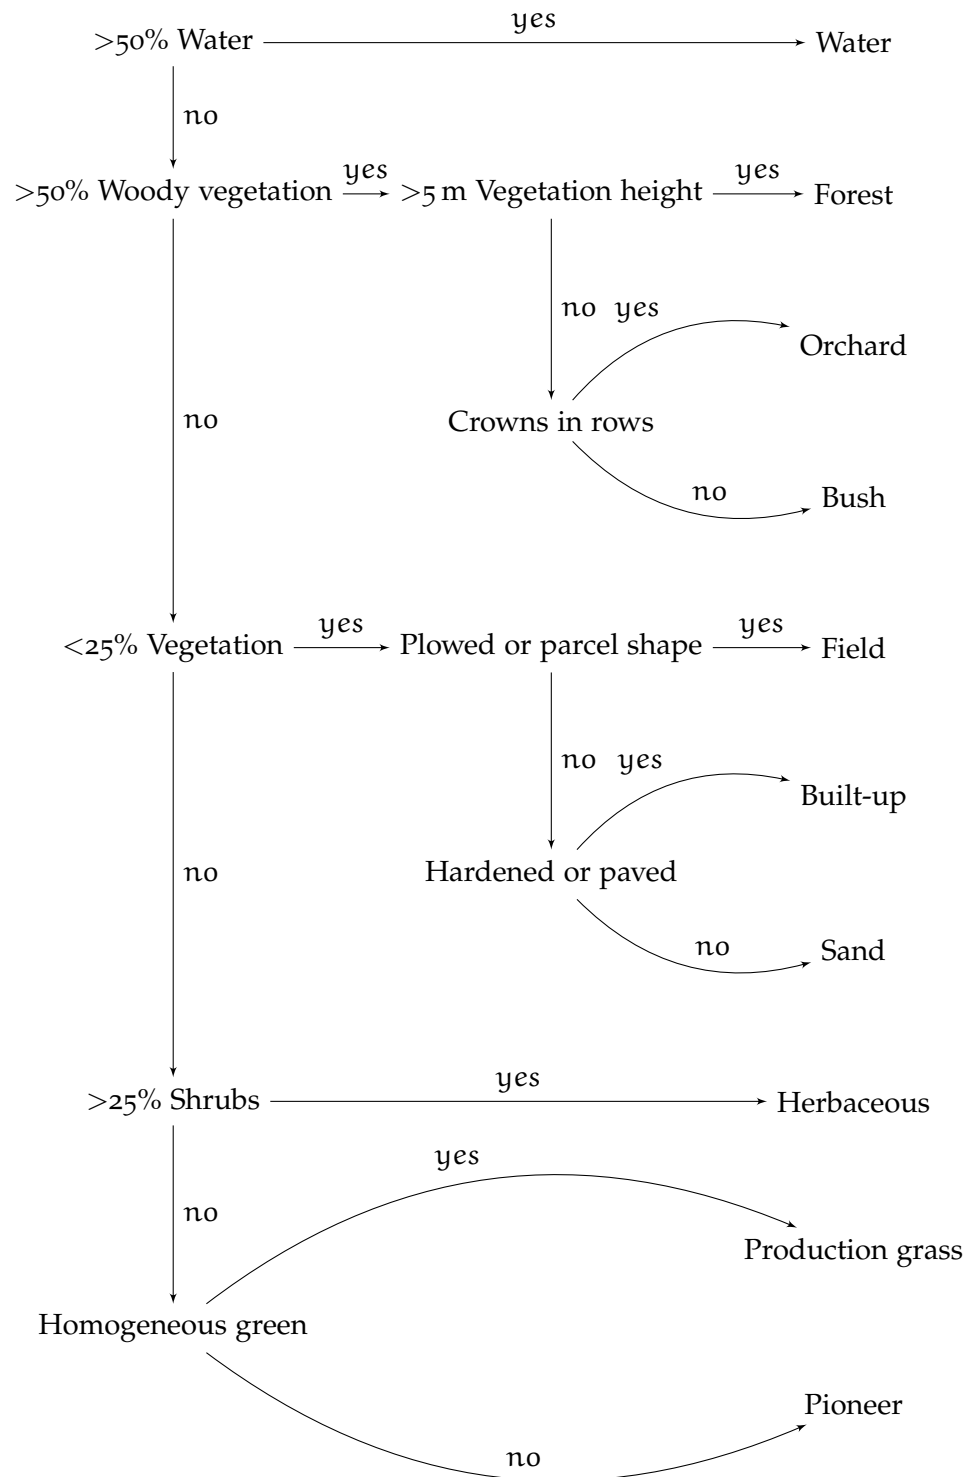 >50% Water
yes
Water
no
>50% Woody vegetation
yes
>5 m Vegetation height
yes
Forest
no yes
Orchard
no
Crowns in rows
no
Bush
<25% Vegetation
yes
Plowed or parcel shape
yes
Field
no yes
Built-up
no
Hardened or paved
no
Sand
>25% Shrubs
yes
Herbaceous
yes
no
Production grass
Homogeneous green
Pioneer
no